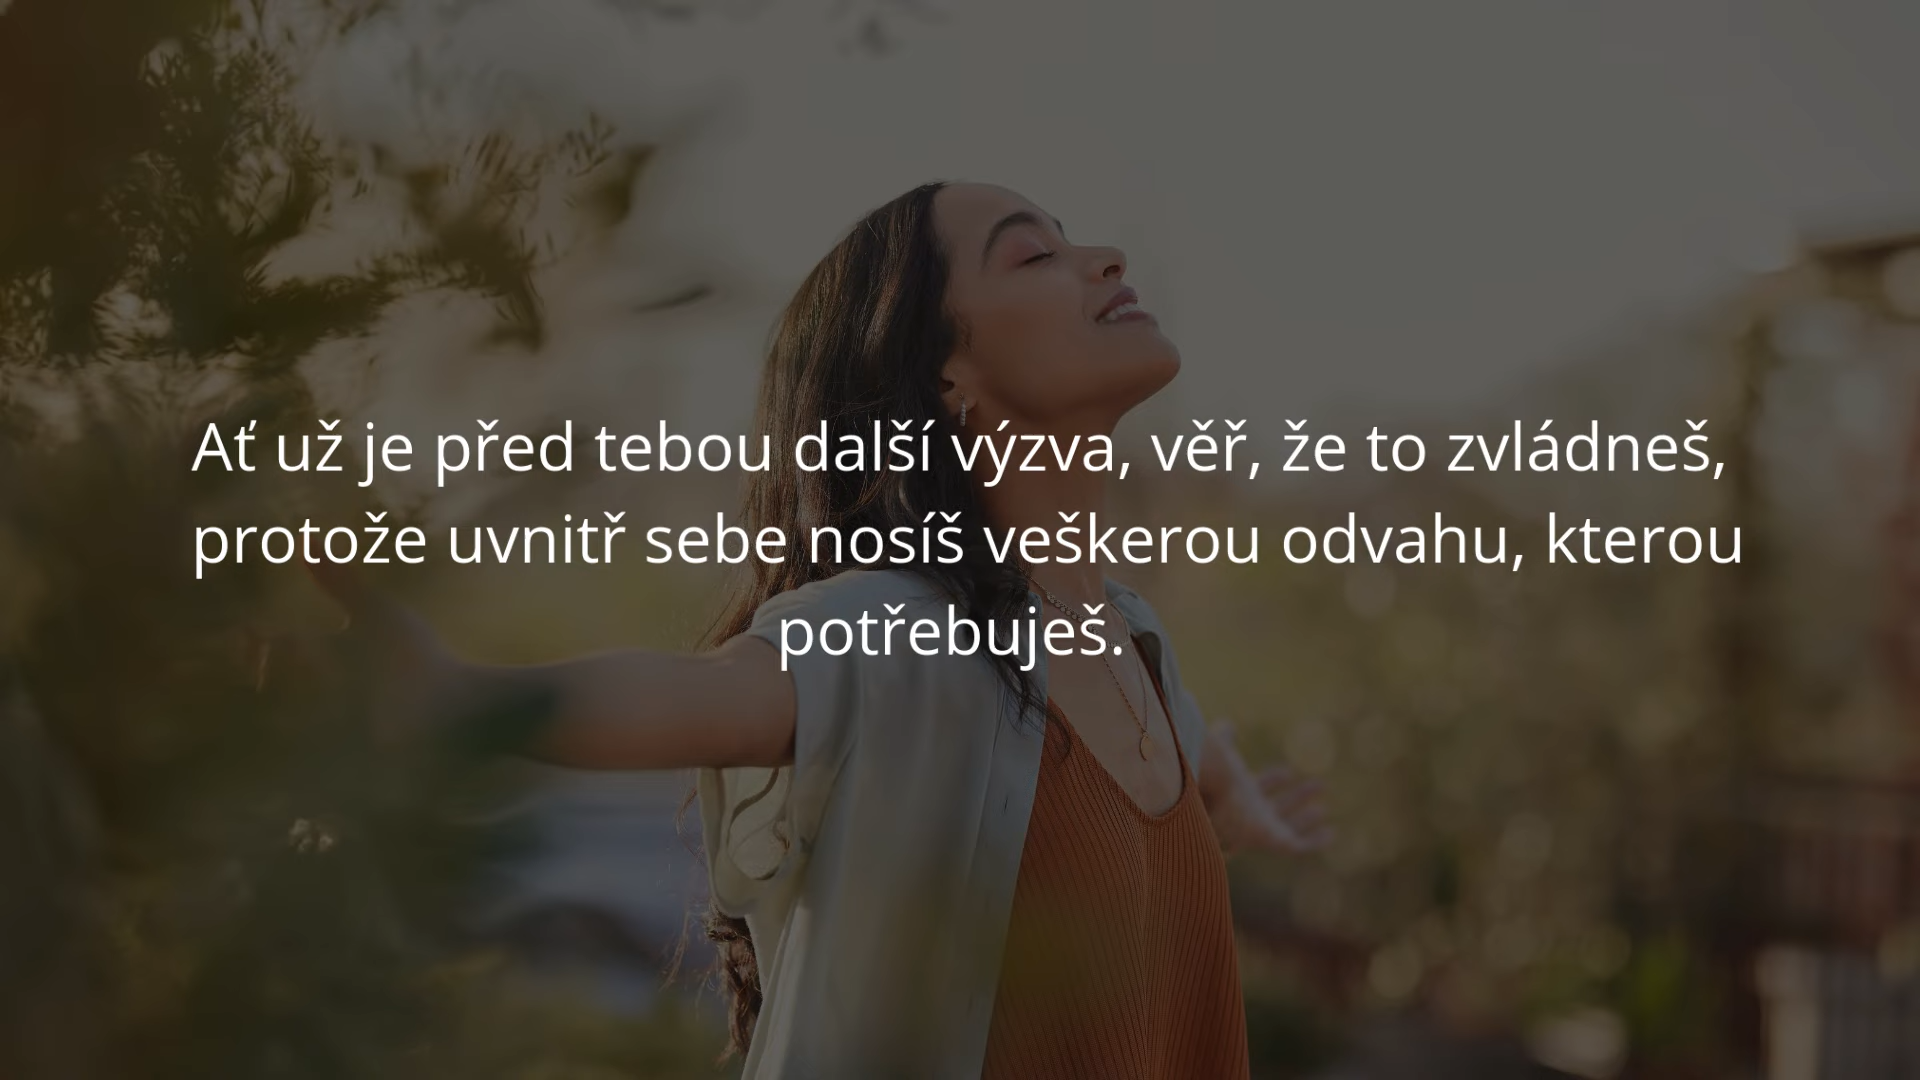 Ať už je před tebou další výzva, věř, že to zvládneš,
protože uvnitř sebe nosíš veškerou odvahu, kterou
potřebuješ.